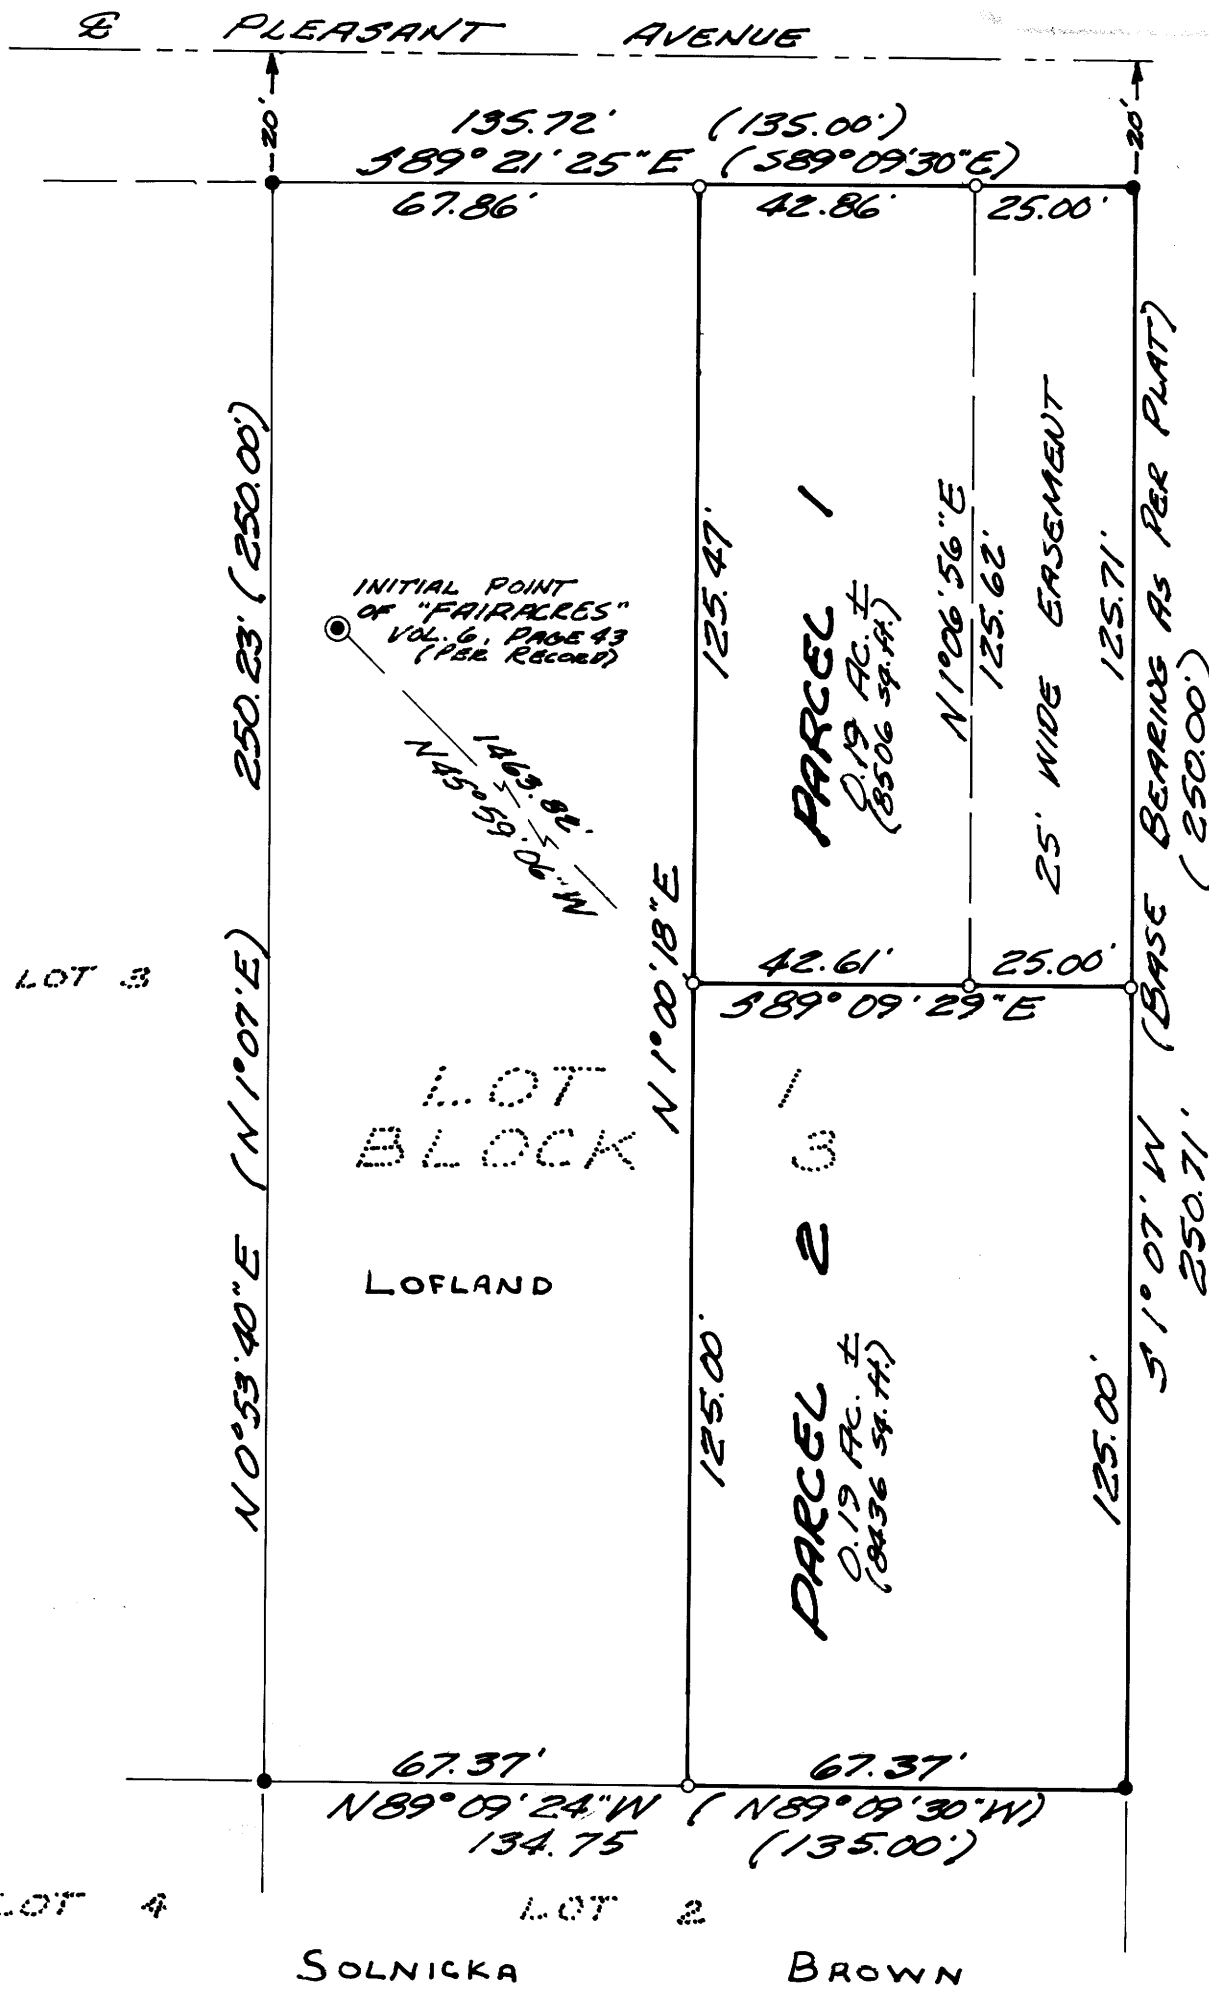 ℄ PLEASANT AVENUE
20'
20'
135.72' (135.00')
S89°21'25"E (S89°09'30"E)
67.86'
42.86'
25.00'
250.23' (250.00')
N0°53'40"E (N1°07'E)
INITIAL POINT
OF "FAIRACRES"
VOL. 6, PAGE 43
(PER RECORD)
1463.82'
N45°59'06"W
125.47'
N1°00'18"E
PARCEL 1
0.19 AC. ±
(8506 sq.ft.)
N1°06'56"E
125.62'
25' WIDE EASEMENT
125.71'
S1°07'W (BASE BEARING AS PER PLAT)
250.71' (250.00')
42.61'
25.00'
S89°09'29"E
LOT 3
LOT 1
BLOCK 3
LOFLAND
125.00'
PARCEL 2
0.19 AC. ±
(8436 sq.ft.)
125.00'
67.37'
67.37'
N89°09'24"W (N89°09'30"W)
134.75 (135.00')
LOT 4
LOT 2
SOLNICKA
BROWN